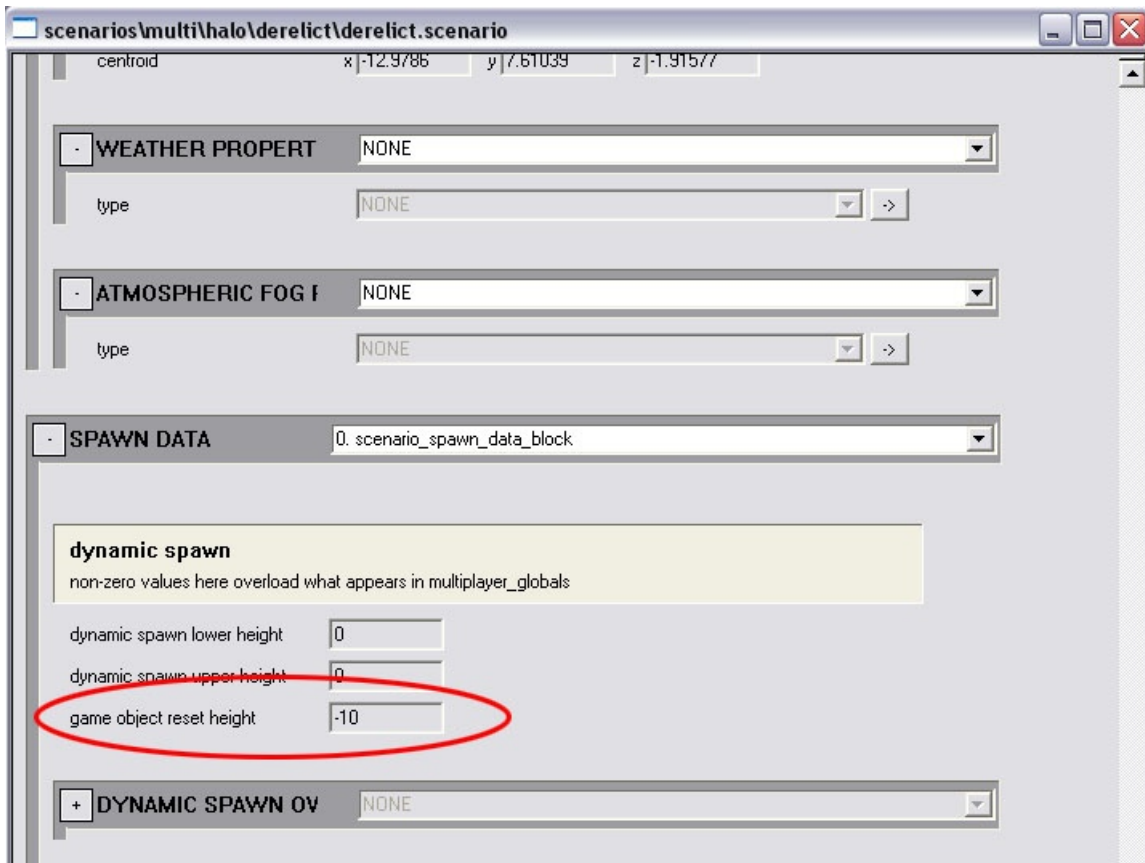 scenarios\multi\halo\derelict\derelict.scenario
centroid x -12.9786 y 7.61039 z -1.91577
- WEATHER PROPERT NONE
type NONE ->
- ATMOSPHERIC FOG F NONE
type NONE ->
- SPAWN DATA 0. scenario_spawn_data_block
dynamic spawn
non-zero values here overload what appears in multiplayer_globals
dynamic spawn lower height 0
dynamic spawn upper height 0
game object reset height -10
+ DYNAMIC SPAWN OV NONE